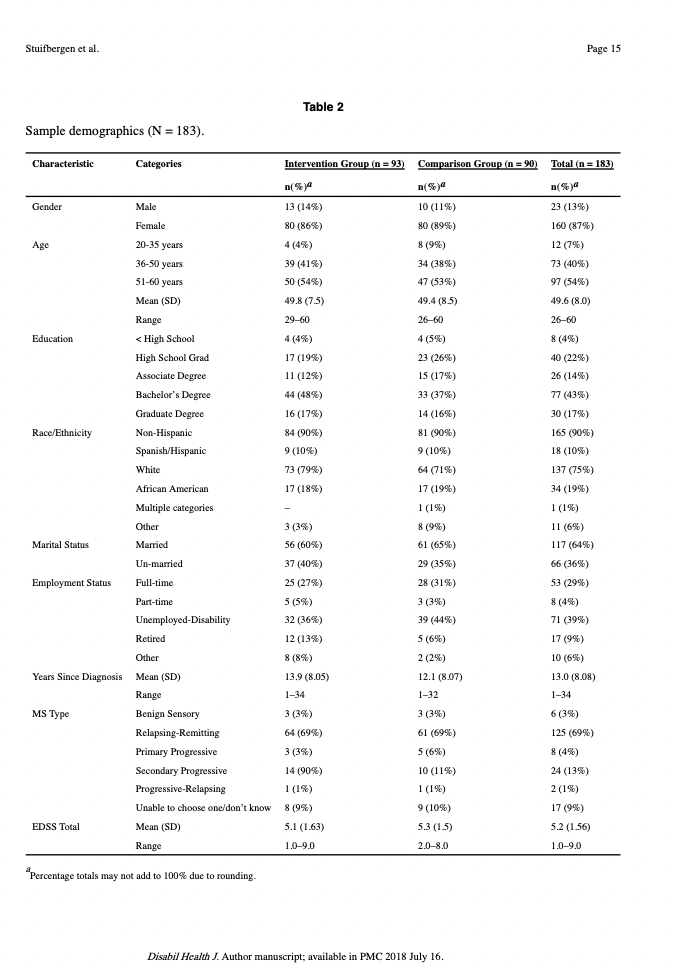 Stuifbergen et al. Page 15
Table 2
Sample demographics (N = 183).
Characteristic Categories Intervention Group (n = 93) Comparison Group (n = 90) Total (n = 183)
n(%)a n(%)a n(%)a
Gender Male 13 (14%) 10 (11%) 23 (13%)
Female 80 (86%) 80 (89%) 160 (87%)
Age 20-35 years 4 (4%) 8 (9%) 12 (7%)
36-50 years 39 (41%) 34 (38%) 73 (40%)
51-60 years 50 (54%) 47 (53%) 97 (54%)
Mean (SD) 49.8 (7.5) 49.4 (8.5) 49.6 (8.0)
Range 29–60 26–60 26–60
Education < High School 4 (4%) 4 (5%) 8 (4%)
High School Grad 17 (19%) 23 (26%) 40 (22%)
Associate Degree 11 (12%) 15 (17%) 26 (14%)
Bachelor's Degree 44 (48%) 33 (37%) 77 (43%)
Graduate Degree 16 (17%) 14 (16%) 30 (17%)
Race/Ethnicity Non-Hispanic 84 (90%) 81 (90%) 165 (90%)
Spanish/Hispanic 9 (10%) 9 (10%) 18 (10%)
White 73 (79%) 64 (71%) 137 (75%)
African American 17 (18%) 17 (19%) 34 (19%)
Multiple categories – 1 (1%) 1 (1%)
Other 3 (3%) 8 (9%) 11 (6%)
Marital Status Married 56 (60%) 61 (65%) 117 (64%)
Un-married 37 (40%) 29 (35%) 66 (36%)
Employment Status Full-time 25 (27%) 28 (31%) 53 (29%)
Part-time 5 (5%) 3 (3%) 8 (4%)
Unemployed-Disability 32 (36%) 39 (44%) 71 (39%)
Retired 12 (13%) 5 (6%) 17 (9%)
Other 8 (8%) 2 (2%) 10 (6%)
Years Since Diagnosis Mean (SD) 13.9 (8.05) 12.1 (8.07) 13.0 (8.08)
Range 1–34 1–32 1–34
MS Type Benign Sensory 3 (3%) 3 (3%) 6 (3%)
Relapsing-Remitting 64 (69%) 61 (69%) 125 (69%)
Primary Progressive 3 (3%) 5 (6%) 8 (4%)
Secondary Progressive 14 (90%) 10 (11%) 24 (13%)
Progressive-Relapsing 1 (1%) 1 (1%) 2 (1%)
Unable to choose one/don't know 8 (9%) 9 (10%) 17 (9%)
EDSS Total Mean (SD) 5.1 (1.63) 5.3 (1.5) 5.2 (1.56)
Range 1.0–9.0 2.0–8.0 1.0–9.0
aPercentage totals may not add to 100% due to rounding.
Disabil Health J. Author manuscript; available in PMC 2018 July 16.